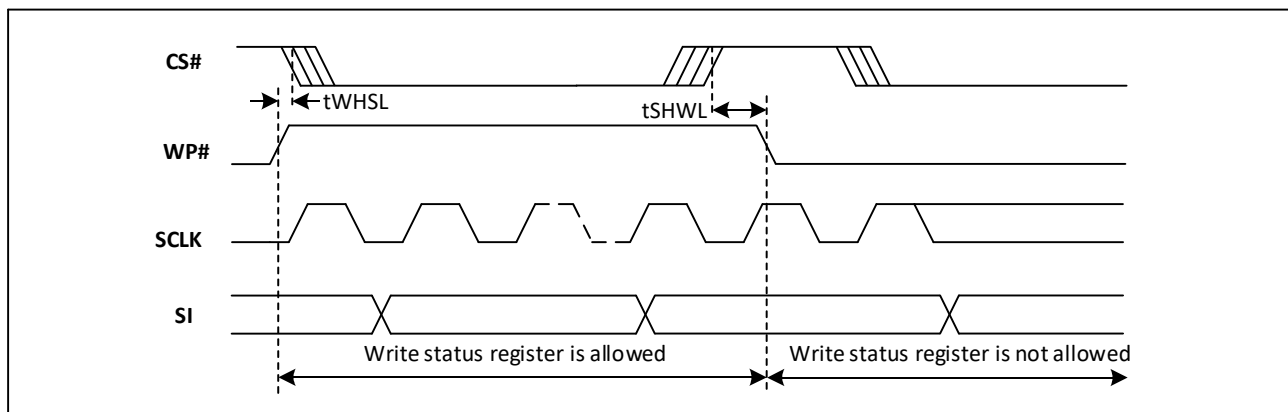 CS#
tWHSL
tSHWL
WP#
SCLK
SI
Write status register is allowed
Write status register is not allowed